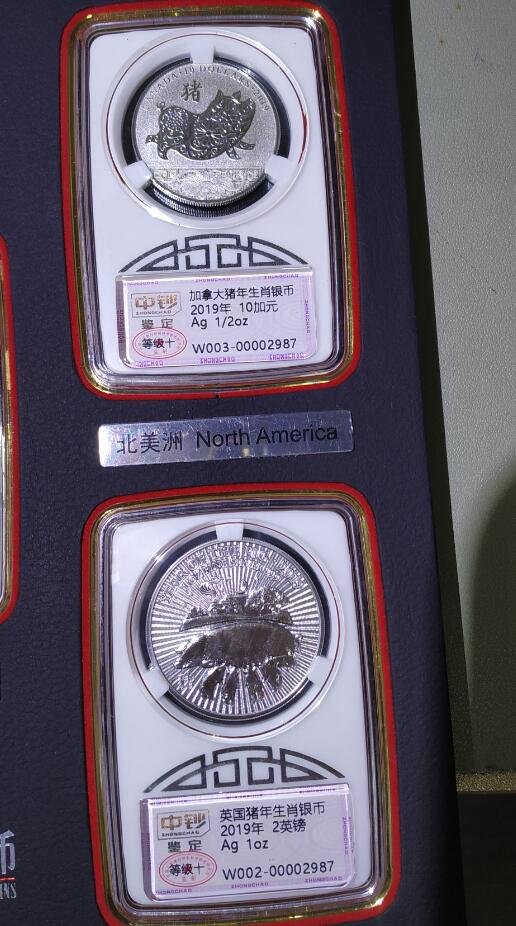 CANADA·10 DOLLARS·2019
猪
中钞
ZHONGCHAO
鉴定
等级十
加拿大猪年生肖银币
2019年 10加元
Ag 1/2oz
W003-00002987
北美洲 North America
中钞
ZHONGCHAO
鉴定
等级十
英国猪年生肖银币
2019年 2英镑
Ag 1oz
W002-00002987
币